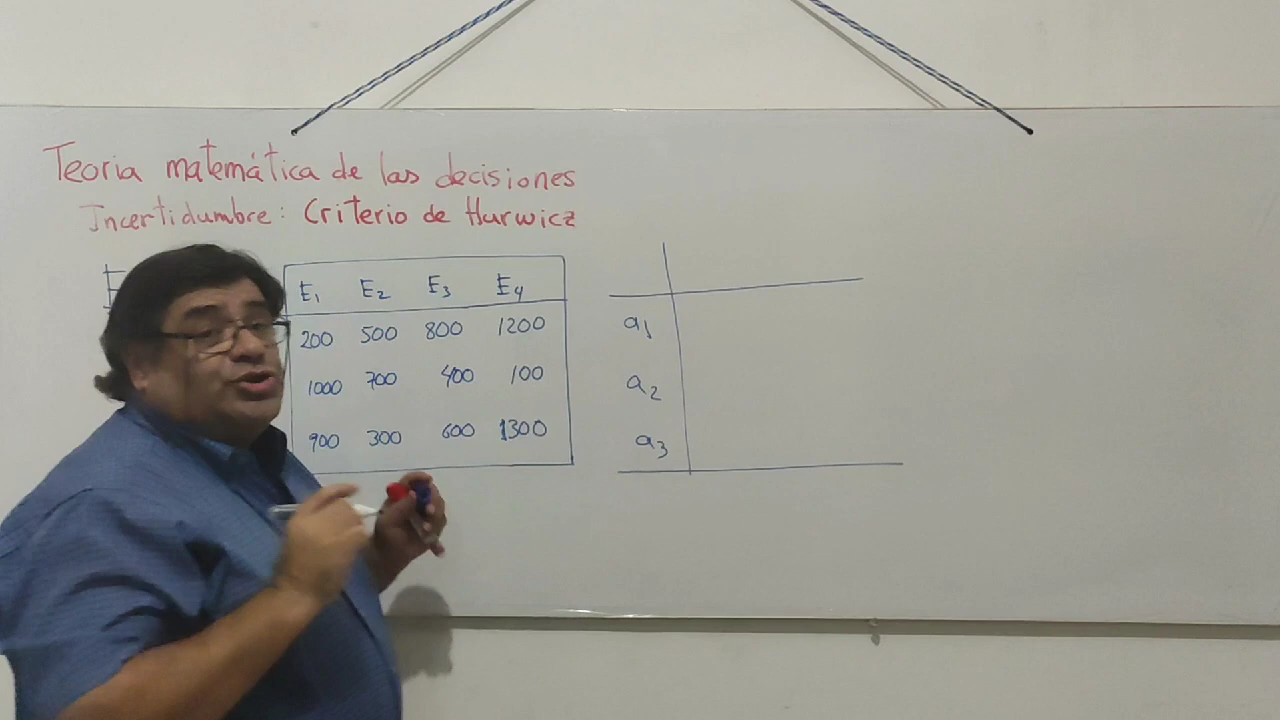 Teoria matemática de las decisiones
Incertidumbre: Criterio de Hurwicz
E1 E2 E3 E4
200 500 800 1200
1000 700 400 100
900 300 600 1300
a1
a2
a3